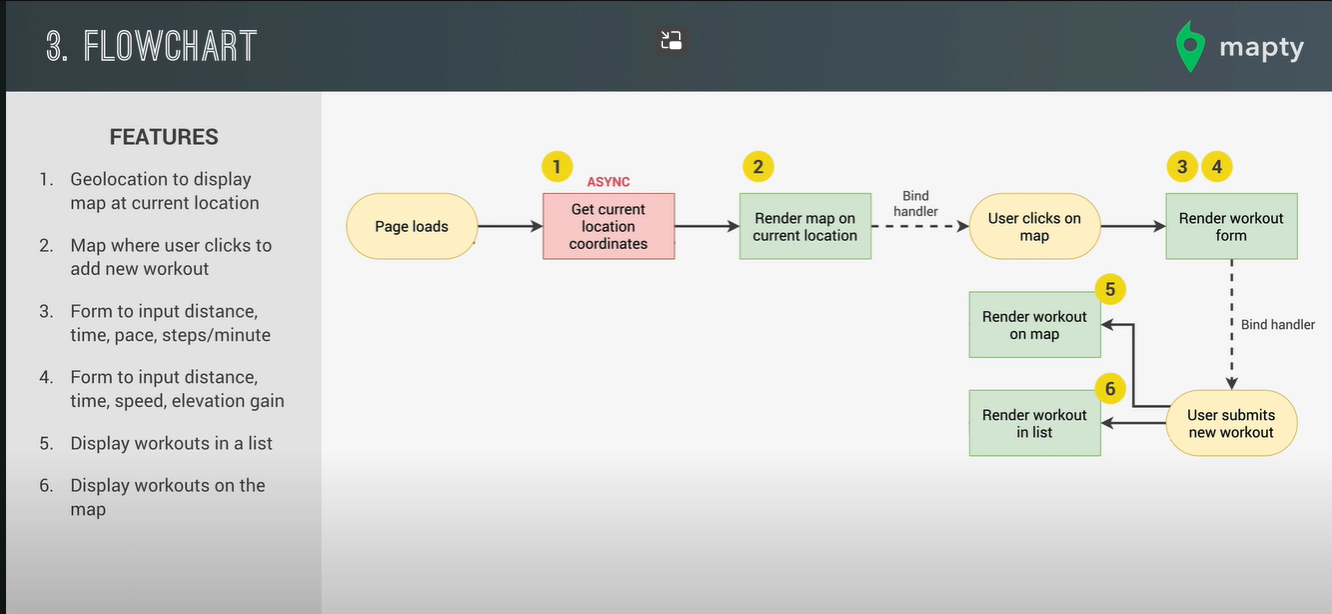 3. FLOWCHART
mapty
FEATURES
1. Geolocation to display
map at current location
2. Map where user clicks to
add new workout
3. Form to input distance,
time, pace, steps/minute
4. Form to input distance,
time, speed, elevation gain
5. Display workouts in a list
6. Display workouts on the
map
Page loads
1
ASYNC
Get current
location
coordinates
2
Render map on
current location
Bind
handler
User clicks on
map
3 4
Render workout
form
Bind handler
User submits
new workout
5
Render workout
on map
6
Render workout
in list